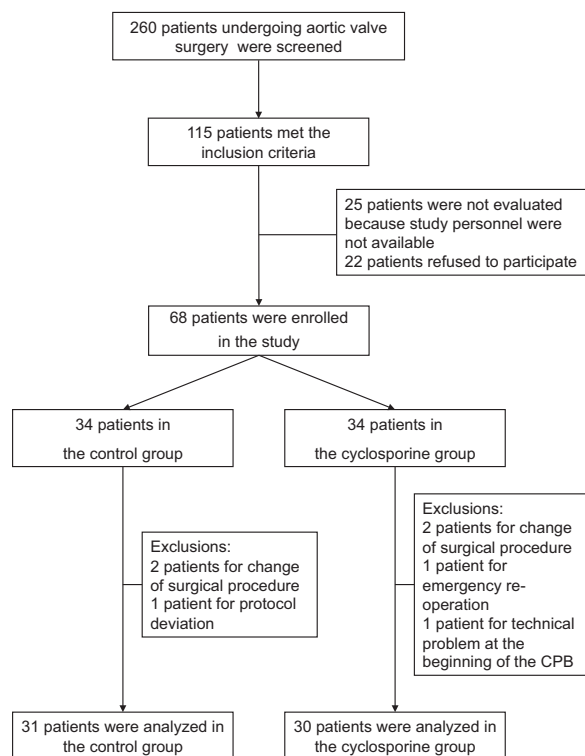 260 patients undergoing aortic valve
surgery were screened
115 patients met the
inclusion criteria
25 patients were not evaluated
because study personnel were
not available
22 patients refused to participate
68 patients were enrolled
in the study
34 patients in
the control group
34 patients in
the cyclosporine group
Exclusions:
2 patients for change
of surgical procedure
1 patient for protocol
deviation
Exclusions:
2 patients for change
of surgical procedure
1 patient for
emergency re-
operation
1 patient for technical
problem at the
beginning of the CPB
31 patients were analyzed in
the control group
30 patients were analyzed in
the cyclosporine group